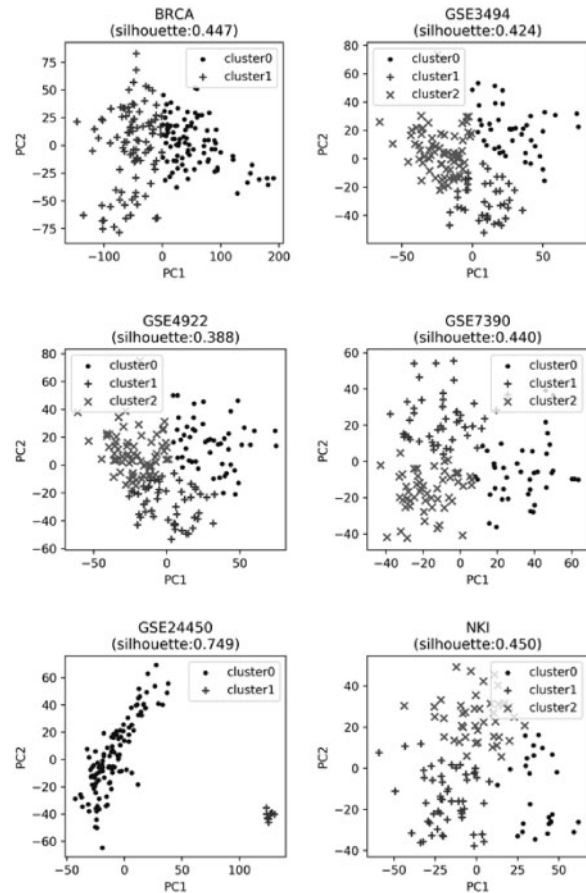 BRCA
(silhouette:0.447)
cluster0
cluster1
75
50
25
0
−25
−50
−75
PC2
−100
0
100
200
PC1
GSE3494
(silhouette:0.424)
cluster0
cluster1
cluster2
80
60
40
20
0
−20
−40
PC2
−50
0
50
PC1
GSE4922
(silhouette:0.388)
cluster0
cluster1
cluster2
80
60
40
20
0
−20
−40
−60
PC2
−50
0
50
PC1
GSE7390
(silhouette:0.440)
cluster0
cluster1
cluster2
60
40
20
0
−20
−40
PC2
−40
−20
0
20
40
60
PC1
GSE24450
(silhouette:0.749)
cluster0
cluster1
60
40
20
0
−20
−40
−60
PC2
−50
0
50
100
PC1
NKI
(silhouette:0.450)
cluster0
cluster1
cluster2
40
20
0
−20
−40
PC2
−50
−25
0
25
50
PC1